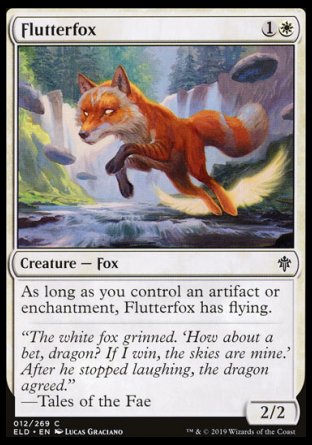 Flutterfox 1
Creature — Fox
As long as you control an artifact or
enchantment, Flutterfox has flying.
“The white fox grinned. ‘How about a
bet, dragon? If I win, the skies are mine.’
After he stopped laughing, the dragon
agreed.”
—Tales of the Fae
2/2
012/269 C
ELD • EN Lucas Graciano
™ & © 2019 Wizards of the Coast